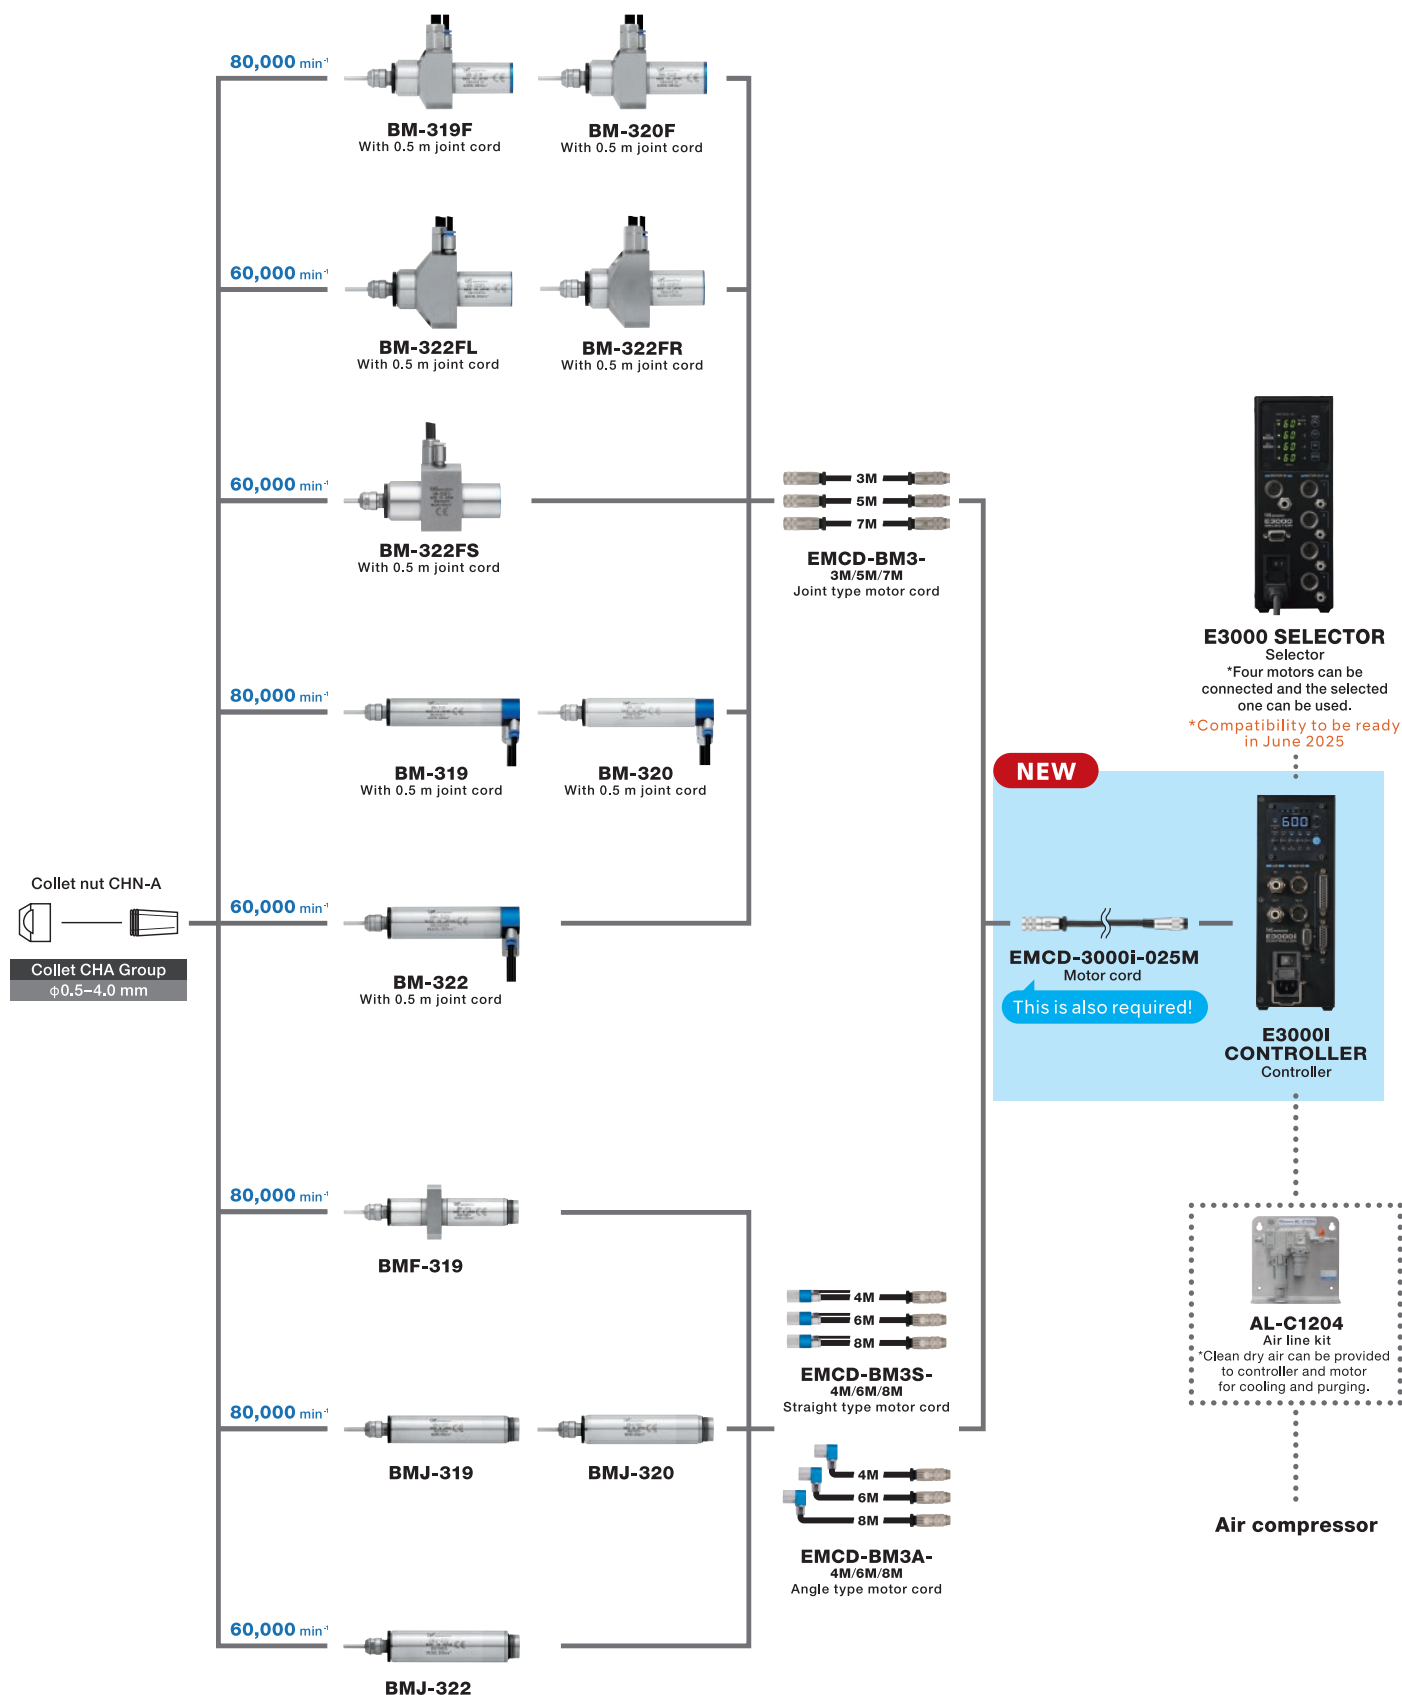 80,000 min⁻¹
BM-319F
With 0.5 m joint cord
BM-320F
With 0.5 m joint cord
60,000 min⁻¹
BM-322FL
With 0.5 m joint cord
BM-322FR
With 0.5 m joint cord
60,000 min⁻¹
BM-322FS
With 0.5 m joint cord
3M
5M
7M
EMCD-BM3-
3M/5M/7M
Joint type motor cord
E3000
SELECTOR
E3000 SELECTOR
Selector
*Four motors can be
connected and the selected
one can be used.
*Compatibility to be ready
in June 2025
80,000 min⁻¹
BM-319
With 0.5 m joint cord
BM-320
With 0.5 m joint cord
NEW
600
E3000i
CONTROLLER
Collet nut CHN-A
Collet CHA Group
φ0.5–4.0 mm
60,000 min⁻¹
BM-322
With 0.5 m joint cord
EMCD-3000i-025M
Motor cord
This is also required!
E3000I
CONTROLLER
Controller
80,000 min⁻¹
BMF-319
4M
6M
8M
EMCD-BM3S-
4M/6M/8M
Straight type motor cord
AL-C1204
Air line kit
*Clean dry air can be provided
to controller and motor
for cooling and purging.
80,000 min⁻¹
BMJ-319
BMJ-320
4M
6M
8M
EMCD-BM3A-
4M/6M/8M
Angle type motor cord
Air compressor
60,000 min⁻¹
BMJ-322